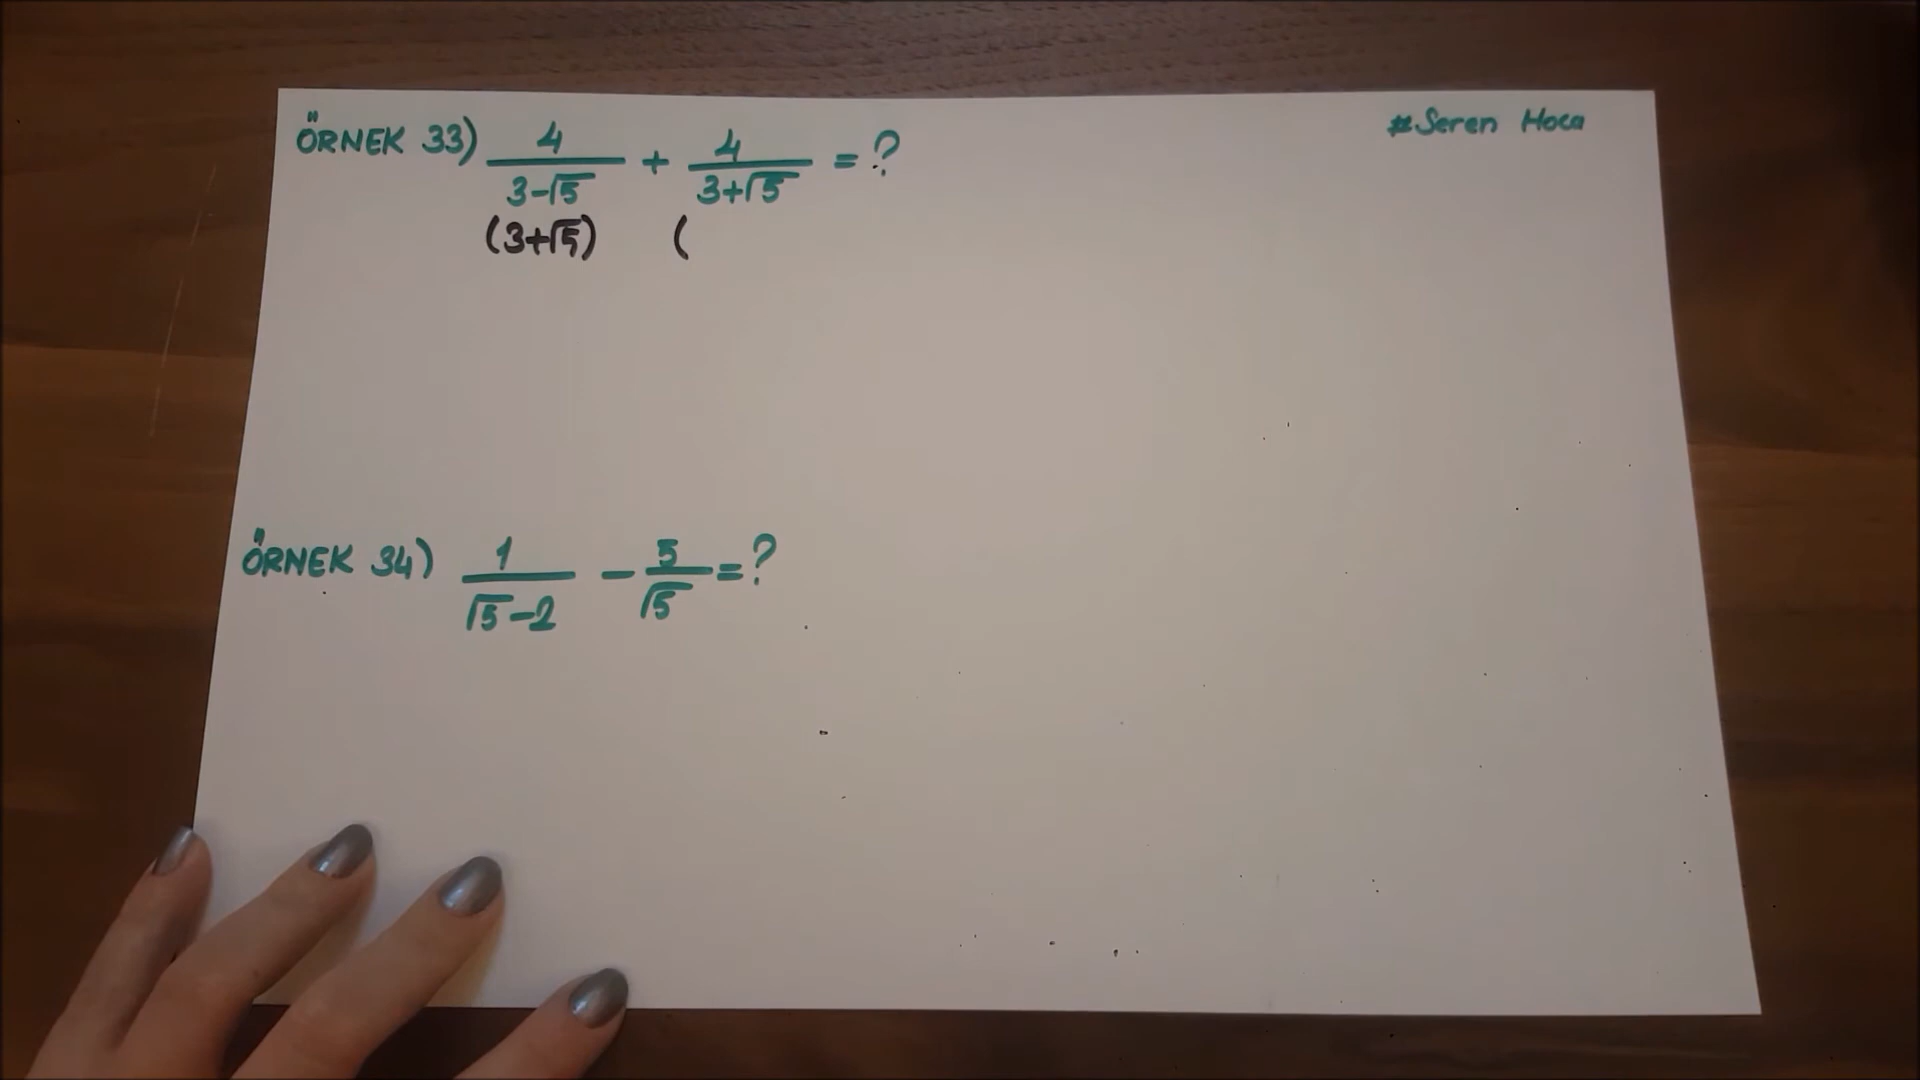 ÖRNEK 33) 4/(3-√5) + 4/(3+√5) = ?
(3+√5) (
#Seren Hoca
ÖRNEK 34) 1/(√5-2) - 5/√5 = ?